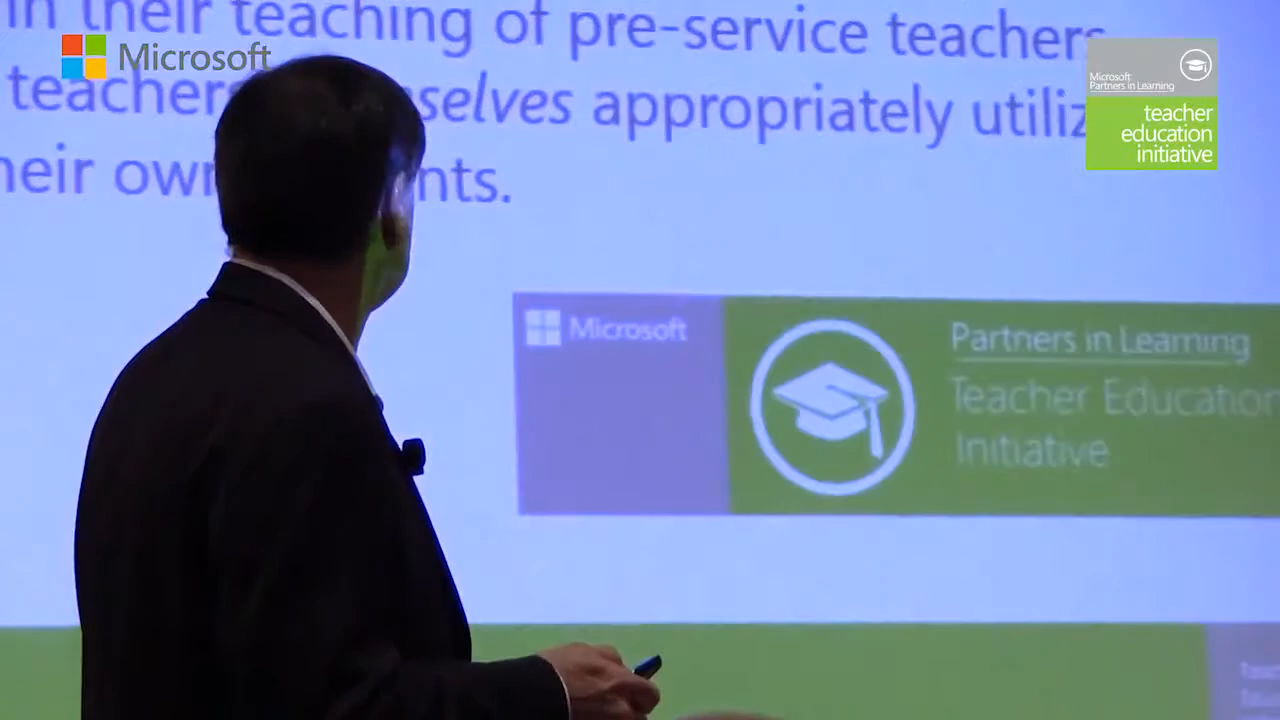 in their teaching of pre-service teachers
Microsoft
teachers selves appropriately utiliz
heir own nts.
Microsoft
Partners in Learning
teacher
education
initiative
Microsoft
Partners in Learning
Teacher Education
Initiative